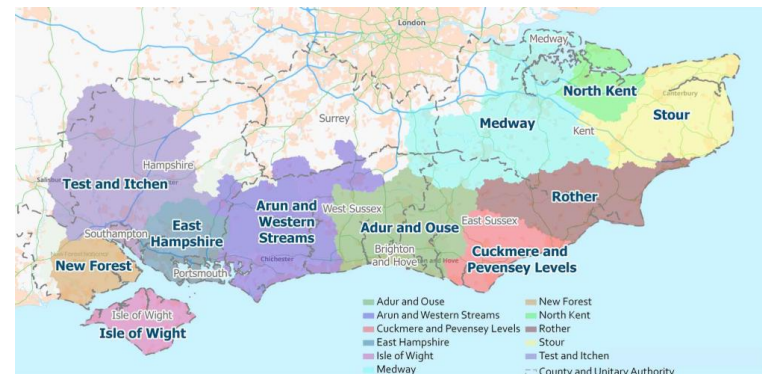 London
Medway
North Kent
Canterbury
Stour
Medway
Kent
Surrey
Hampshire
Test and Itchen
Rother
Arun and
Western
Streams
West Sussex
East Sussex
East
Hampshire
Adur and Ouse
Southampton
Cuckmere and
Pevensey Levels
Brighton
and Hove
New Forest
Portsmouth
Chichester
Isle of Wight
Isle of Wight
Adur and Ouse
Arun and Western Streams
Cuckmere and Pevensey Levels
East Hampshire
Isle of Wight
Medway
New Forest
North Kent
Rother
Stour
Test and Itchen
County and Unitary Authority